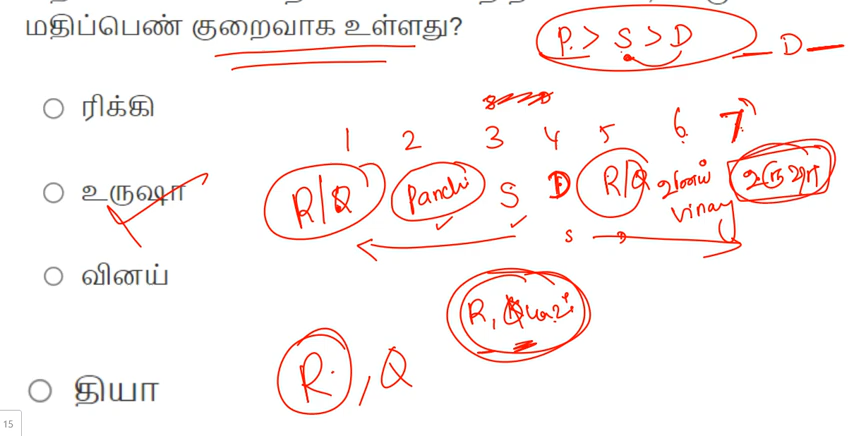 மதிப்பெண் குறைவாக உள்ளது?
P > S > D
D
ரிக்கி
1 2 3 4 5 6 7
உருஷா
R/Q Panchi S D R/Q வினய் உருஷா
Vinay
S
வினய்
R,
R, Q
தியா
15